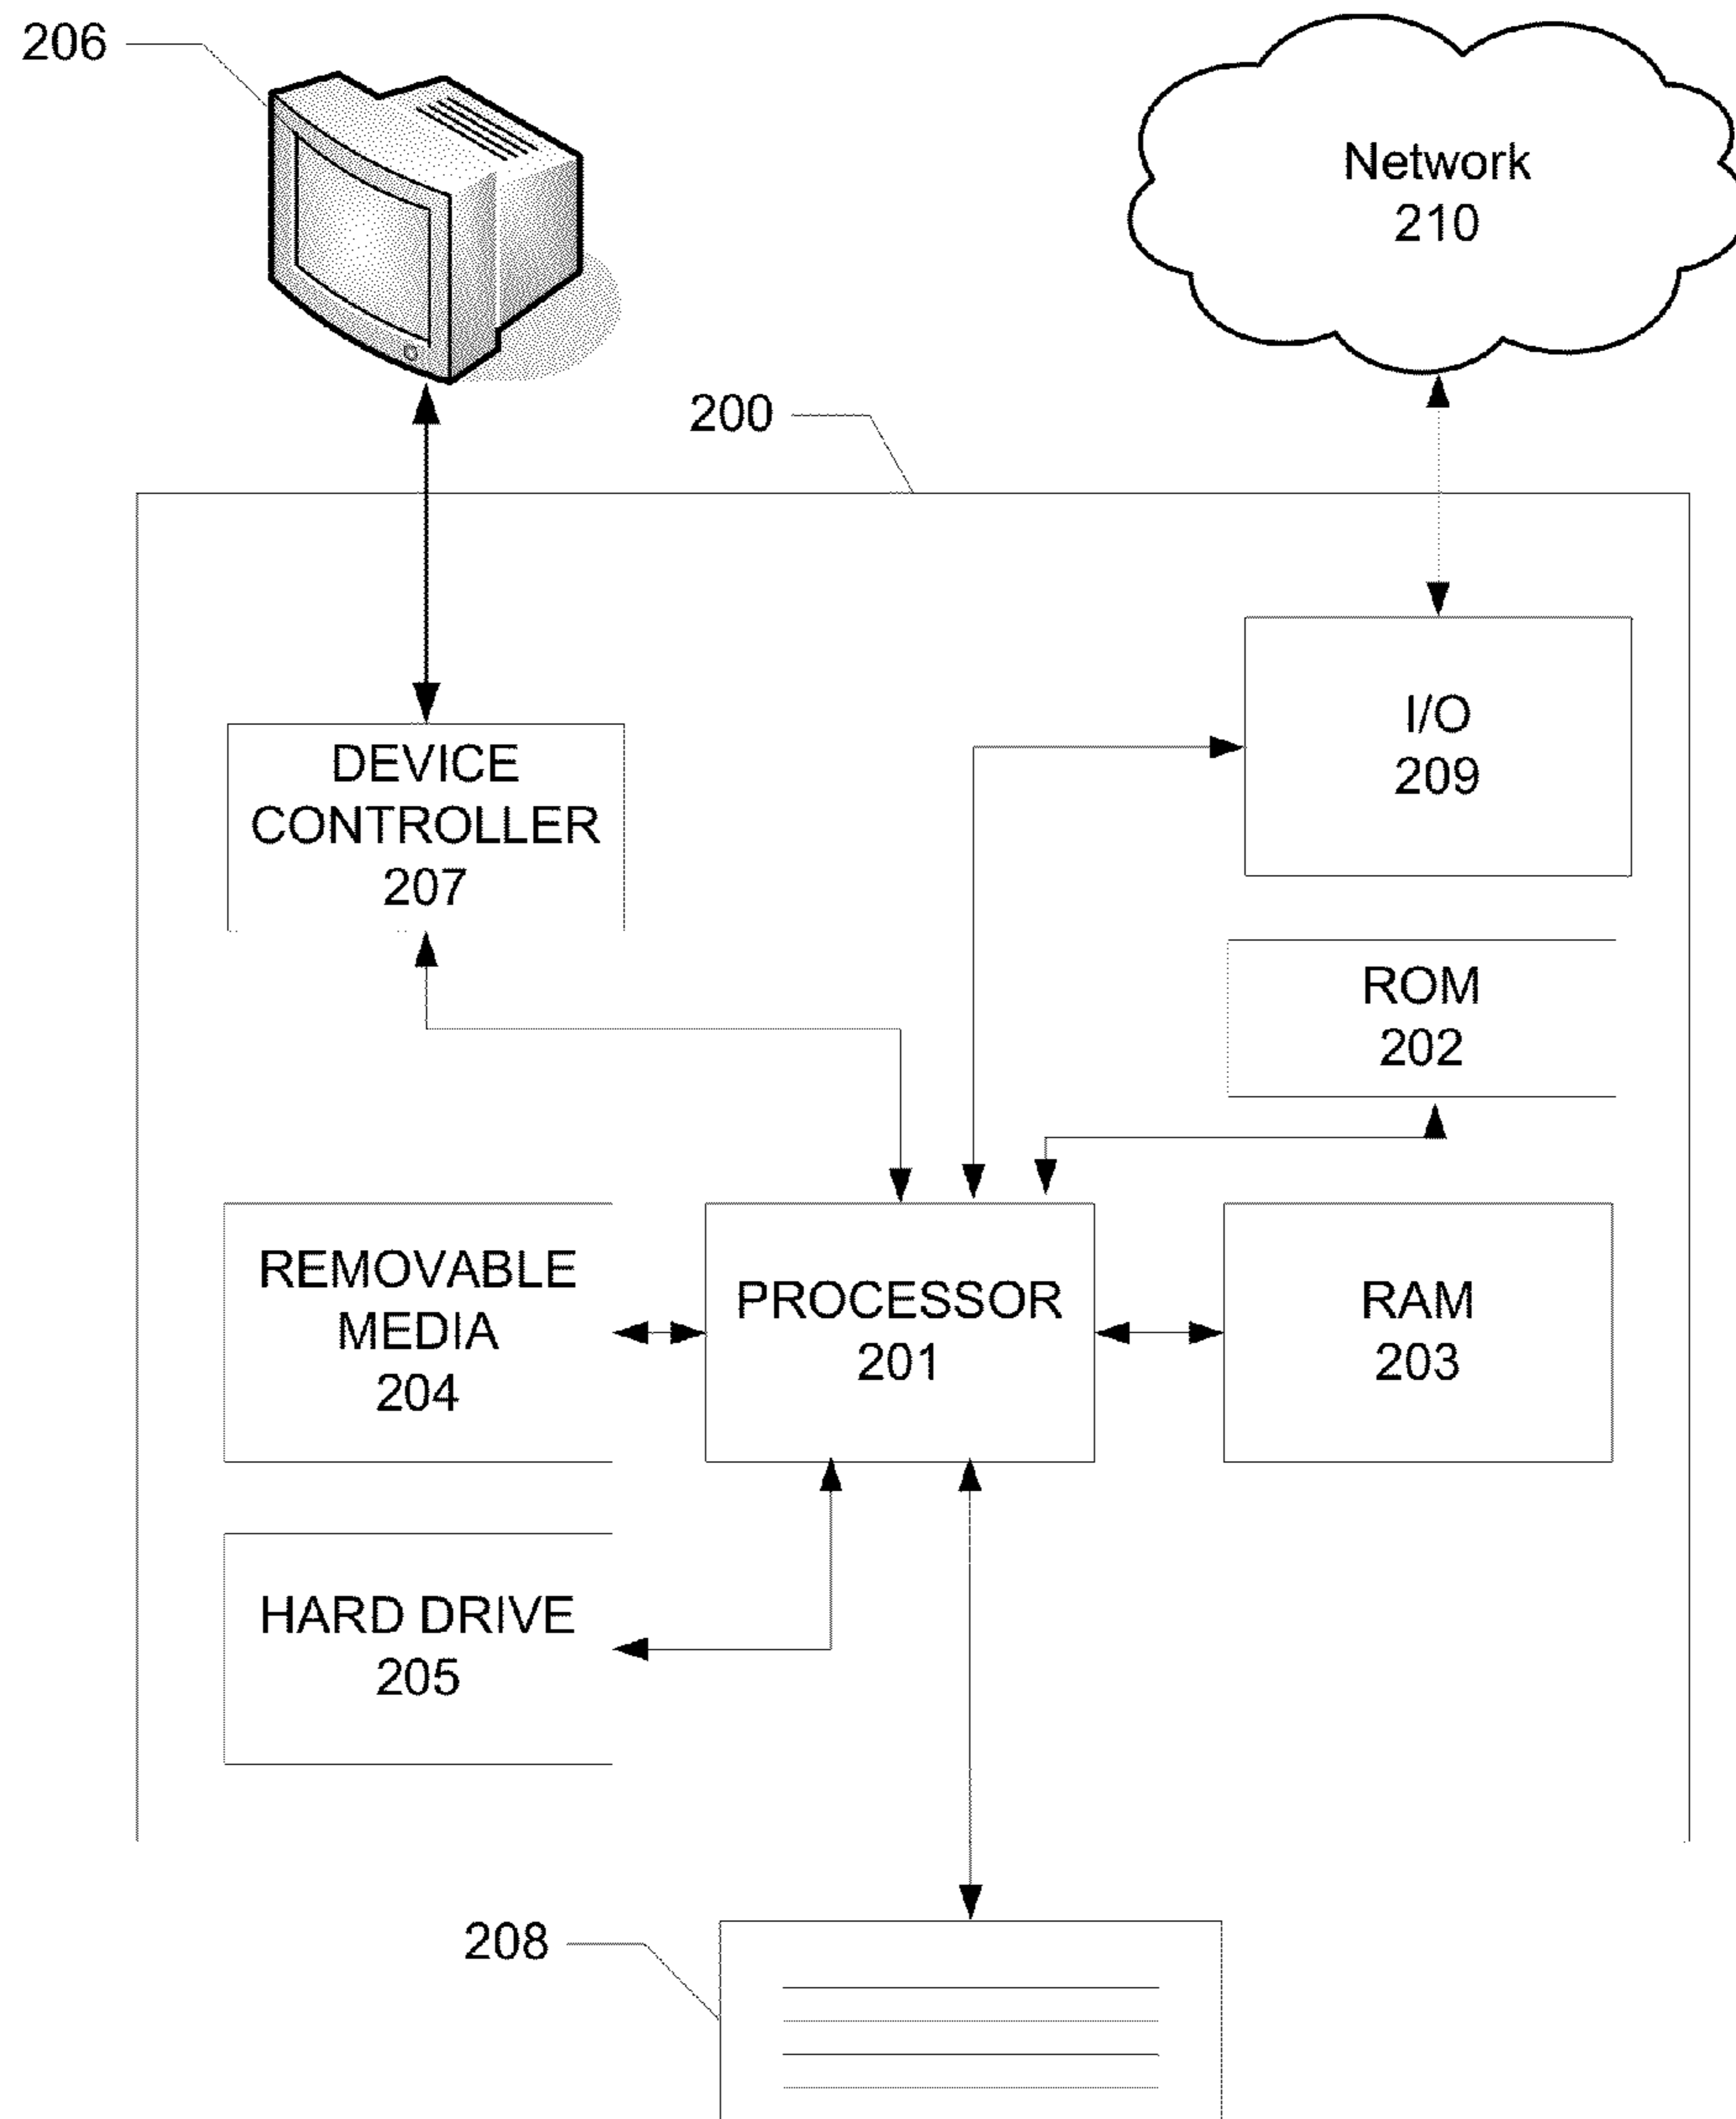 206
Network
210
200
DEVICE
CONTROLLER
207
I/O
209
ROM
202
REMOVABLE
MEDIA
204
PROCESSOR
201
RAM
203
HARD DRIVE
205
208